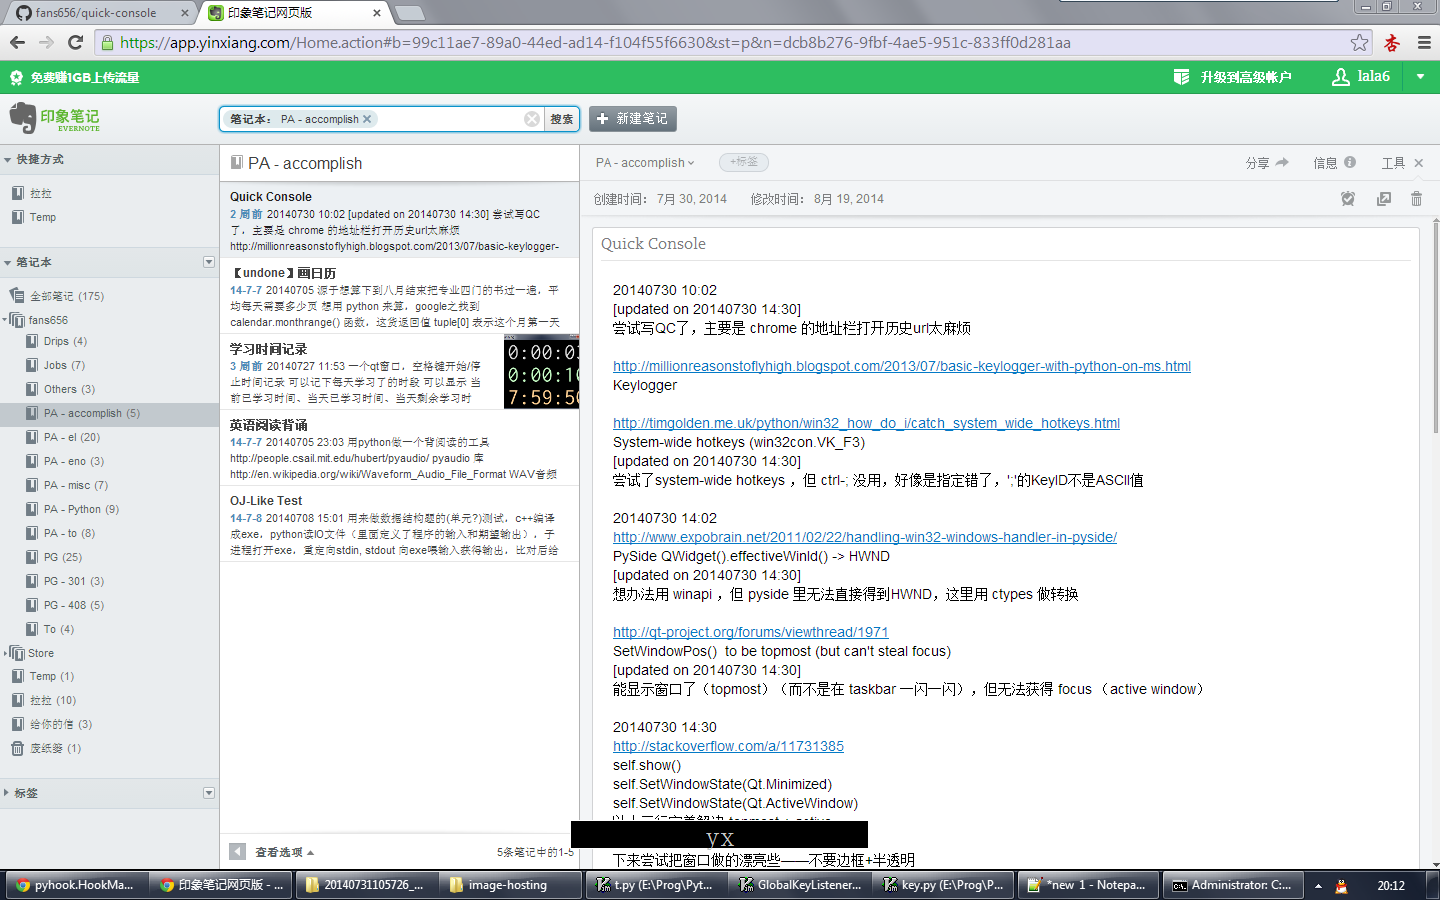 fans656/quick-console
印象笔记网页版
https://app.yinxiang.com/Home.action#b=99c11ae7-89a0-44ed-ad14-f104f55f6630&st=p&n=dcb8b276-9fbf-4ae5-951c-833ff0d281aa
免费赚1GB上传流量
升级到高级帐户
lala6
印象笔记
EVERNOTE
笔记本： PA - accomplish
搜索
新建笔记
快捷方式
拉拉
Temp
笔记本
全部笔记 (175)
fans656
Drips (4)
Jobs (7)
Others (3)
PA - accomplish (5)
PA - el (20)
PA - eno (3)
PA - misc (7)
PA - Python (9)
PA - to (8)
PG (25)
PG - 301 (3)
PG - 408 (5)
To (4)
Store
Temp (1)
拉拉 (10)
给你的信 (3)
废纸篓 (1)
标签
PA - accomplish
Quick Console
2 周前 20140730 10:02 [updated on 20140730 14:30] 尝试写QC
了，主要是 chrome 的地址栏打开历史url太麻烦
http://millionreasonstoflyhigh.blogspot.com/2013/07/basic-keylogger-
【undone】画日历
14-7-7 20140705 源于想算下到八月结束把专业四门的书过一遍，平
均每天需要多少页 想用 python 来算，google之找到
calendar.monthrange() 函数，这货返回值 tuple[0] 表示这个月第一天
学习时间记录
3 周前 20140727 11:53 一个qt窗口，空格键开始/停
止时间记录 可以记下每天学习了的时段 可以显示 当
前已学习时间、当天已学习时间、当天剩余学习时
0:00:03
0:00:10
7:59:50
英语阅读背诵
14-7-7 20140705 23:03 用python做一个背阅读的工具
http://people.csail.mit.edu/hubert/pyaudio/ pyaudio 库
http://en.wikipedia.org/wiki/Waveform_Audio_File_Format WAV音频
OJ-Like Test
14-7-8 20140708 15:01 用来做数据结构题的(单元?)测试，c++编译
成exe，python读IO文件（里面定义了程序的输入和期望输出），子
进程打开exe，重定向stdin, stdout 向exe喂输入获得输出，比对后给
查看选项
5条笔记中的1-5
PA - accomplish
+标签
分享
信息
工具
创建时间： 7月 30, 2014 修改时间： 8月 19, 2014
Quick Console
20140730 10:02
[updated on 20140730 14:30]
尝试写QC了，主要是 chrome 的地址栏打开历史url太麻烦
http://millionreasonstoflyhigh.blogspot.com/2013/07/basic-keylogger-with-python-on-ms.html
Keylogger
http://timgolden.me.uk/python/win32_how_do_i/catch_system_wide_hotkeys.html
System-wide hotkeys (win32con.VK_F3)
[updated on 20140730 14:30]
尝试了system-wide hotkeys ，但 ctrl-; 没用，好像是指定错了，';'的KeyID不是ASCII值
20140730 14:02
http://www.expobrain.net/2011/02/22/handling-win32-windows-handler-in-pyside/
PySide QWidget().effectiveWinId() -> HWND
[updated on 20140730 14:30]
想办法用 winapi ，但 pyside 里无法直接得到HWND，这里用 ctypes 做转换
http://qt-project.org/forums/viewthread/1971
SetWindowPos() to be topmost (but can't steal focus)
[updated on 20140730 14:30]
能显示窗口了（topmost）（而不是在 taskbar 一闪一闪），但无法获得 focus （active window）
20140730 14:30
http://stackoverflow.com/a/11731385
self.show()
self.SetWindowState(Qt.Minimized)
self.SetWindowState(Qt.ActiveWindow)
yx
下来尝试把窗口做的漂亮些——不要边框+半透明
pyhook.HookMa...
印象笔记网页版 - ...
20140731105726_...
image-hosting
t.py (E:\Prog\Pyt...
GlobalKeyListener...
key.py (E:\Prog\P...
*new 1 - Notepa...
Administrator: C:...
20:12